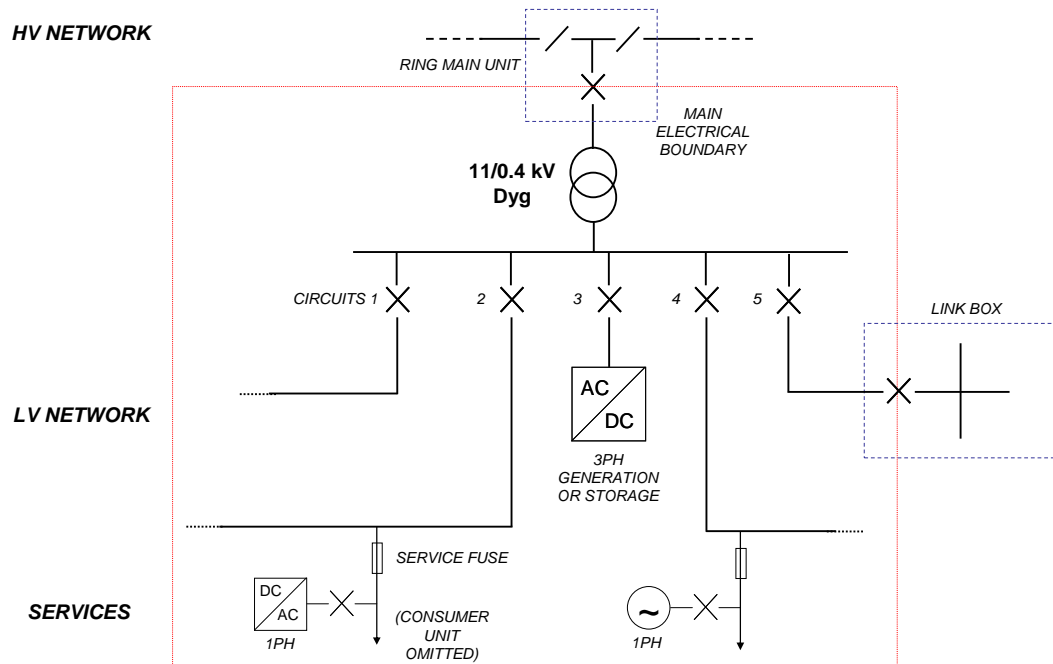 HV NETWORK
RING MAIN UNIT
MAIN
ELECTRICAL
BOUNDARY
11/0.4 kV
Dyg
CIRCUITS 1
2
3
4
5
LINK BOX
AC
DC
LV NETWORK
3PH
GENERATION
OR STORAGE
SERVICE FUSE
DC
AC
1PH
(CONSUMER
UNIT
OMITTED)
~
1PH
SERVICES